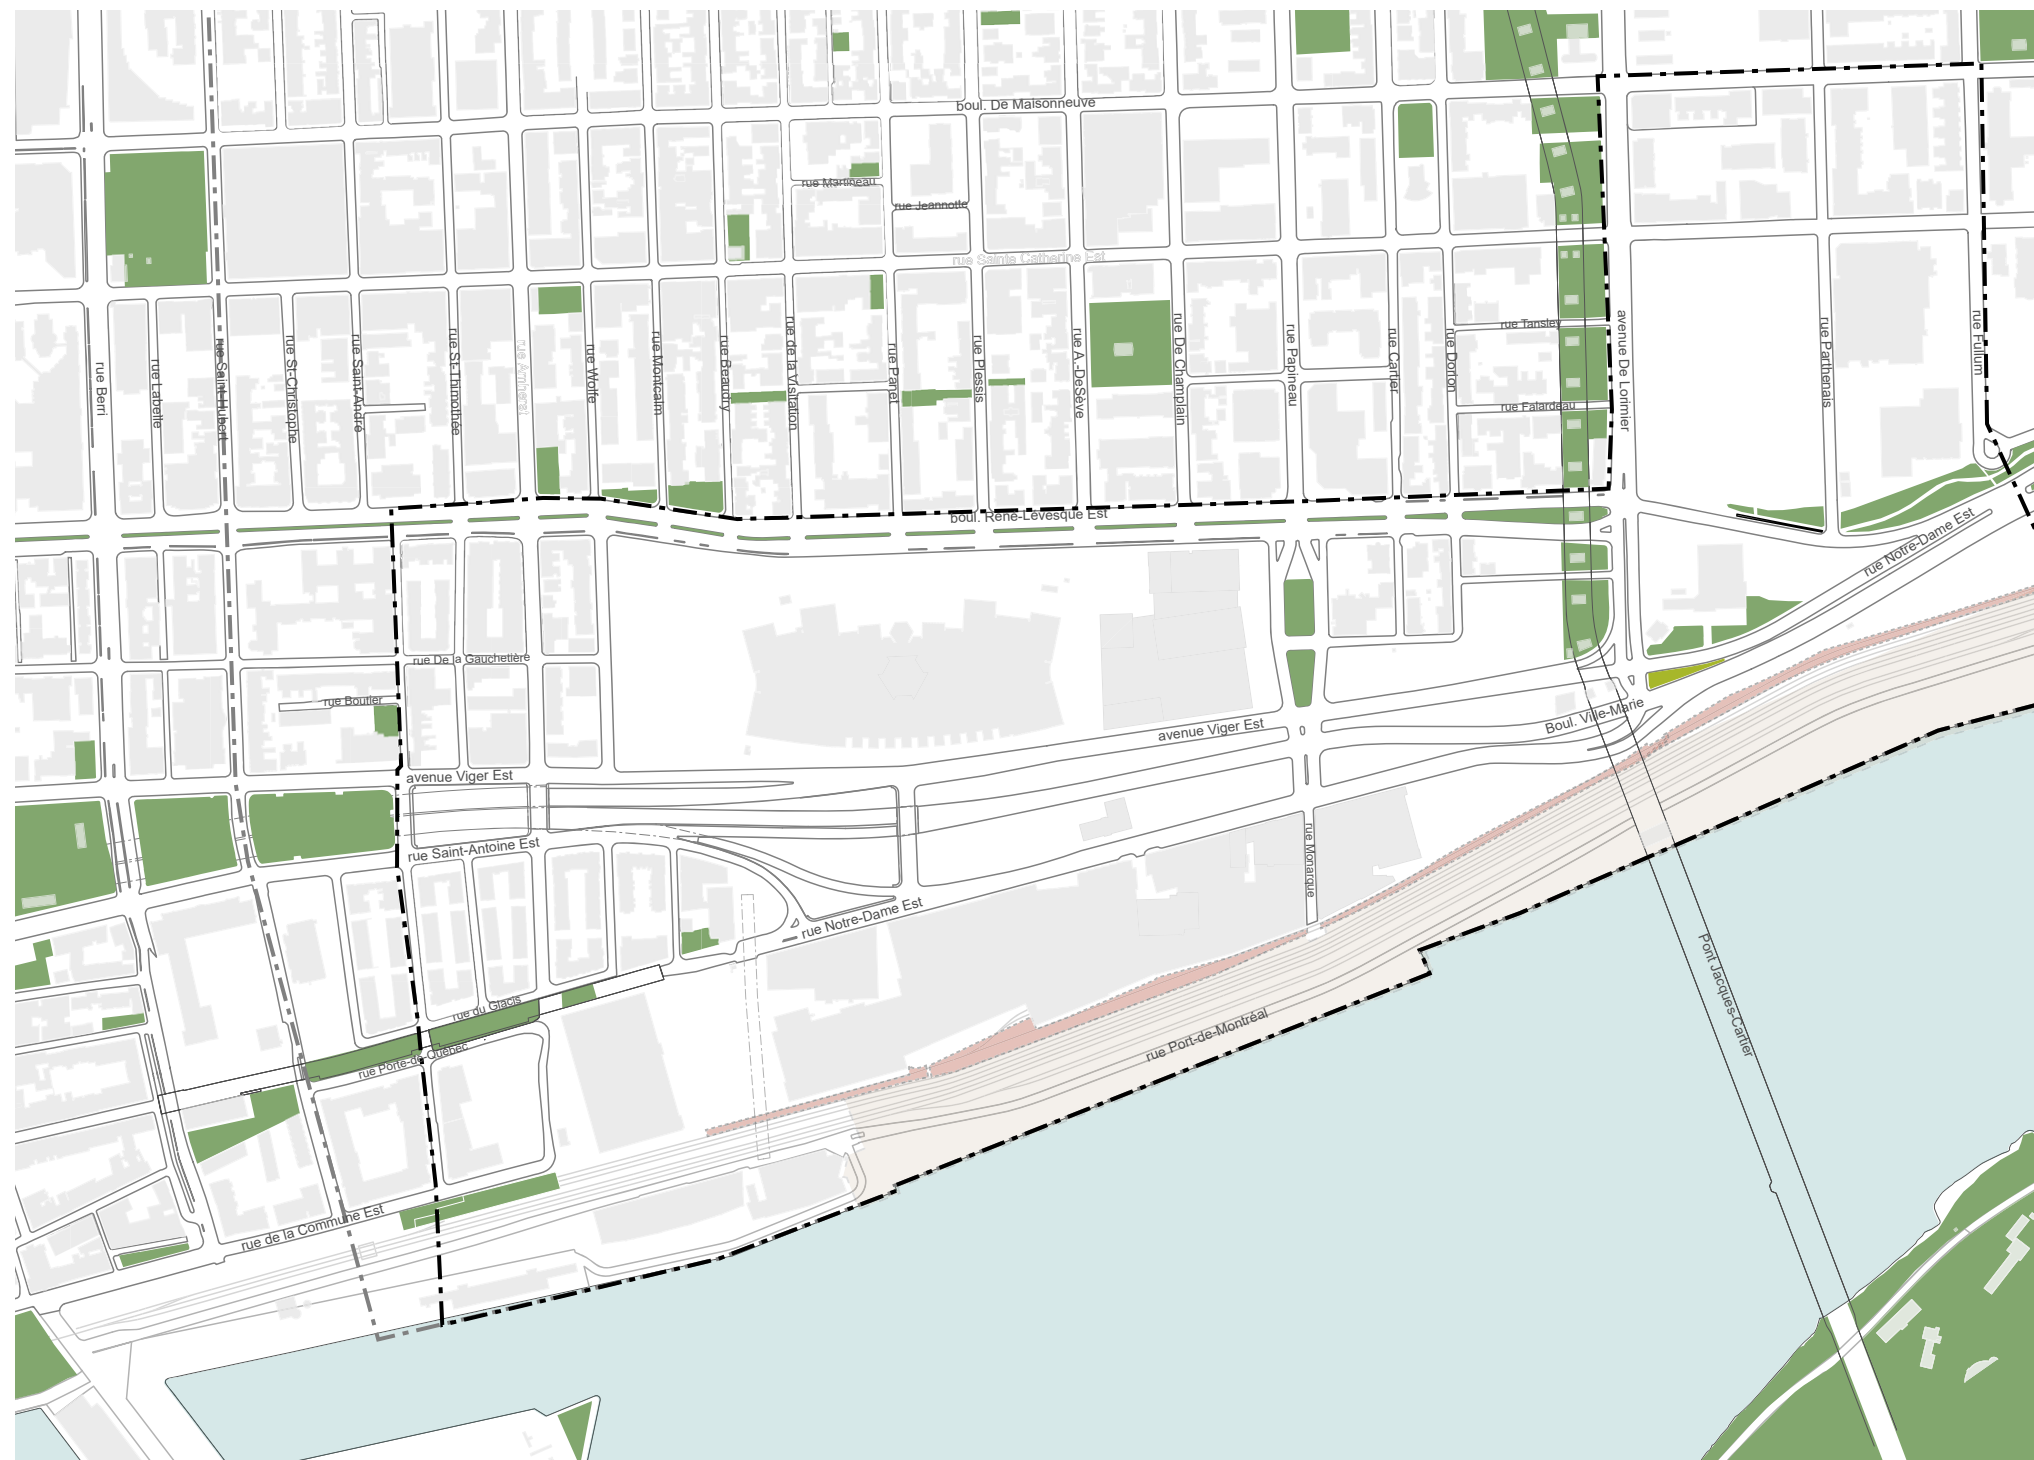 boul. De Maisonneuve
rue Martineau
rue Jeannotte
rue Sainte Catherine Est
rue Berri
rue Labelle
rue Saint-Hubert
rue St-Christophe
rue Saint-André
rue St-Thimothée
rue Amherst
rue Wolfe
rue Montcalm
rue Beaudry
rue de la Visitation
rue Panet
rue Plessis
rue A.-DeSève
rue De Champlain
rue Papineau
rue Cartier
rue Dorion
rue Tansley
rue Falardeau
avenue De Lorimier
rue Parthenais
rue Fullum
boul. René-Lévesque Est
rue Notre-Dame Est
rue De la Gauchetière
rue Boutier
Boul. Ville-Marie
avenue Viger Est
avenue Viger Est
rue Saint-Antoine Est
rue Monarque
rue Notre-Dame Est
rue du Glacis
rue Porte-de-Québec
rue Port-de-Montréal
Pont Jacques-Cartier
rue de la Commune Est